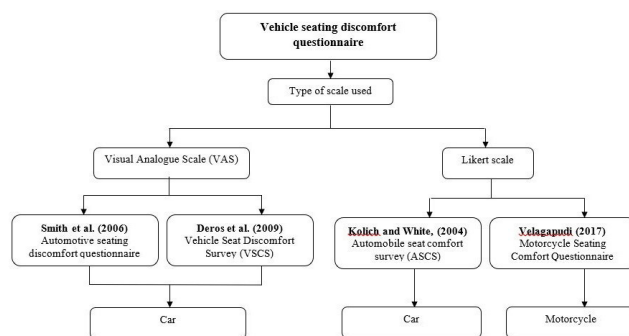 Vehicle seating discomfort
questionnaire
Type of scale used
Visual Analogue Scale (VAS)
Likert scale
Smith et al. (2006)
Automotive seating
discomfort questionnaire
Deros et al. (2009)
Vehicle Seat Discomfort
Survey (VSCS)
Kolich and White, (2004)
Automobile seat comfort
survey (ASCS)
Velagapudi (2017)
Motorcycle Seating
Comfort Questionnaire
Car
Car
Motorcycle